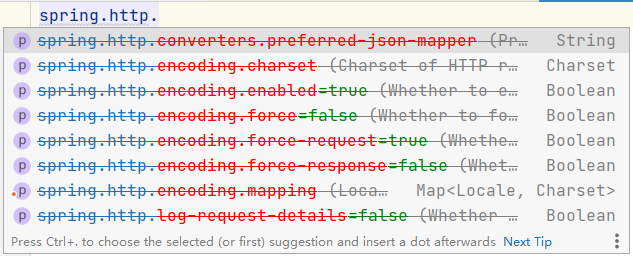 spring.http.
p spring.http.converters.preferred-json-mapper (Pr… String
p spring.http.encoding.charset (Charset of HTTP r… Charset
p spring.http.encoding.enabled=true (Whether to e… Boolean
p spring.http.encoding.force=false (Whether to fo… Boolean
p spring.http.encoding.force-request=true (Whethe… Boolean
p spring.http.encoding.force-response=false (Whet… Boolean
p spring.http.encoding.mapping (Loca… Map<Locale, Charset>
p spring.http.log-request-details=false (Whether … Boolean
Press Ctrl+. to choose the selected (or first) suggestion and insert a dot afterwards Next Tip